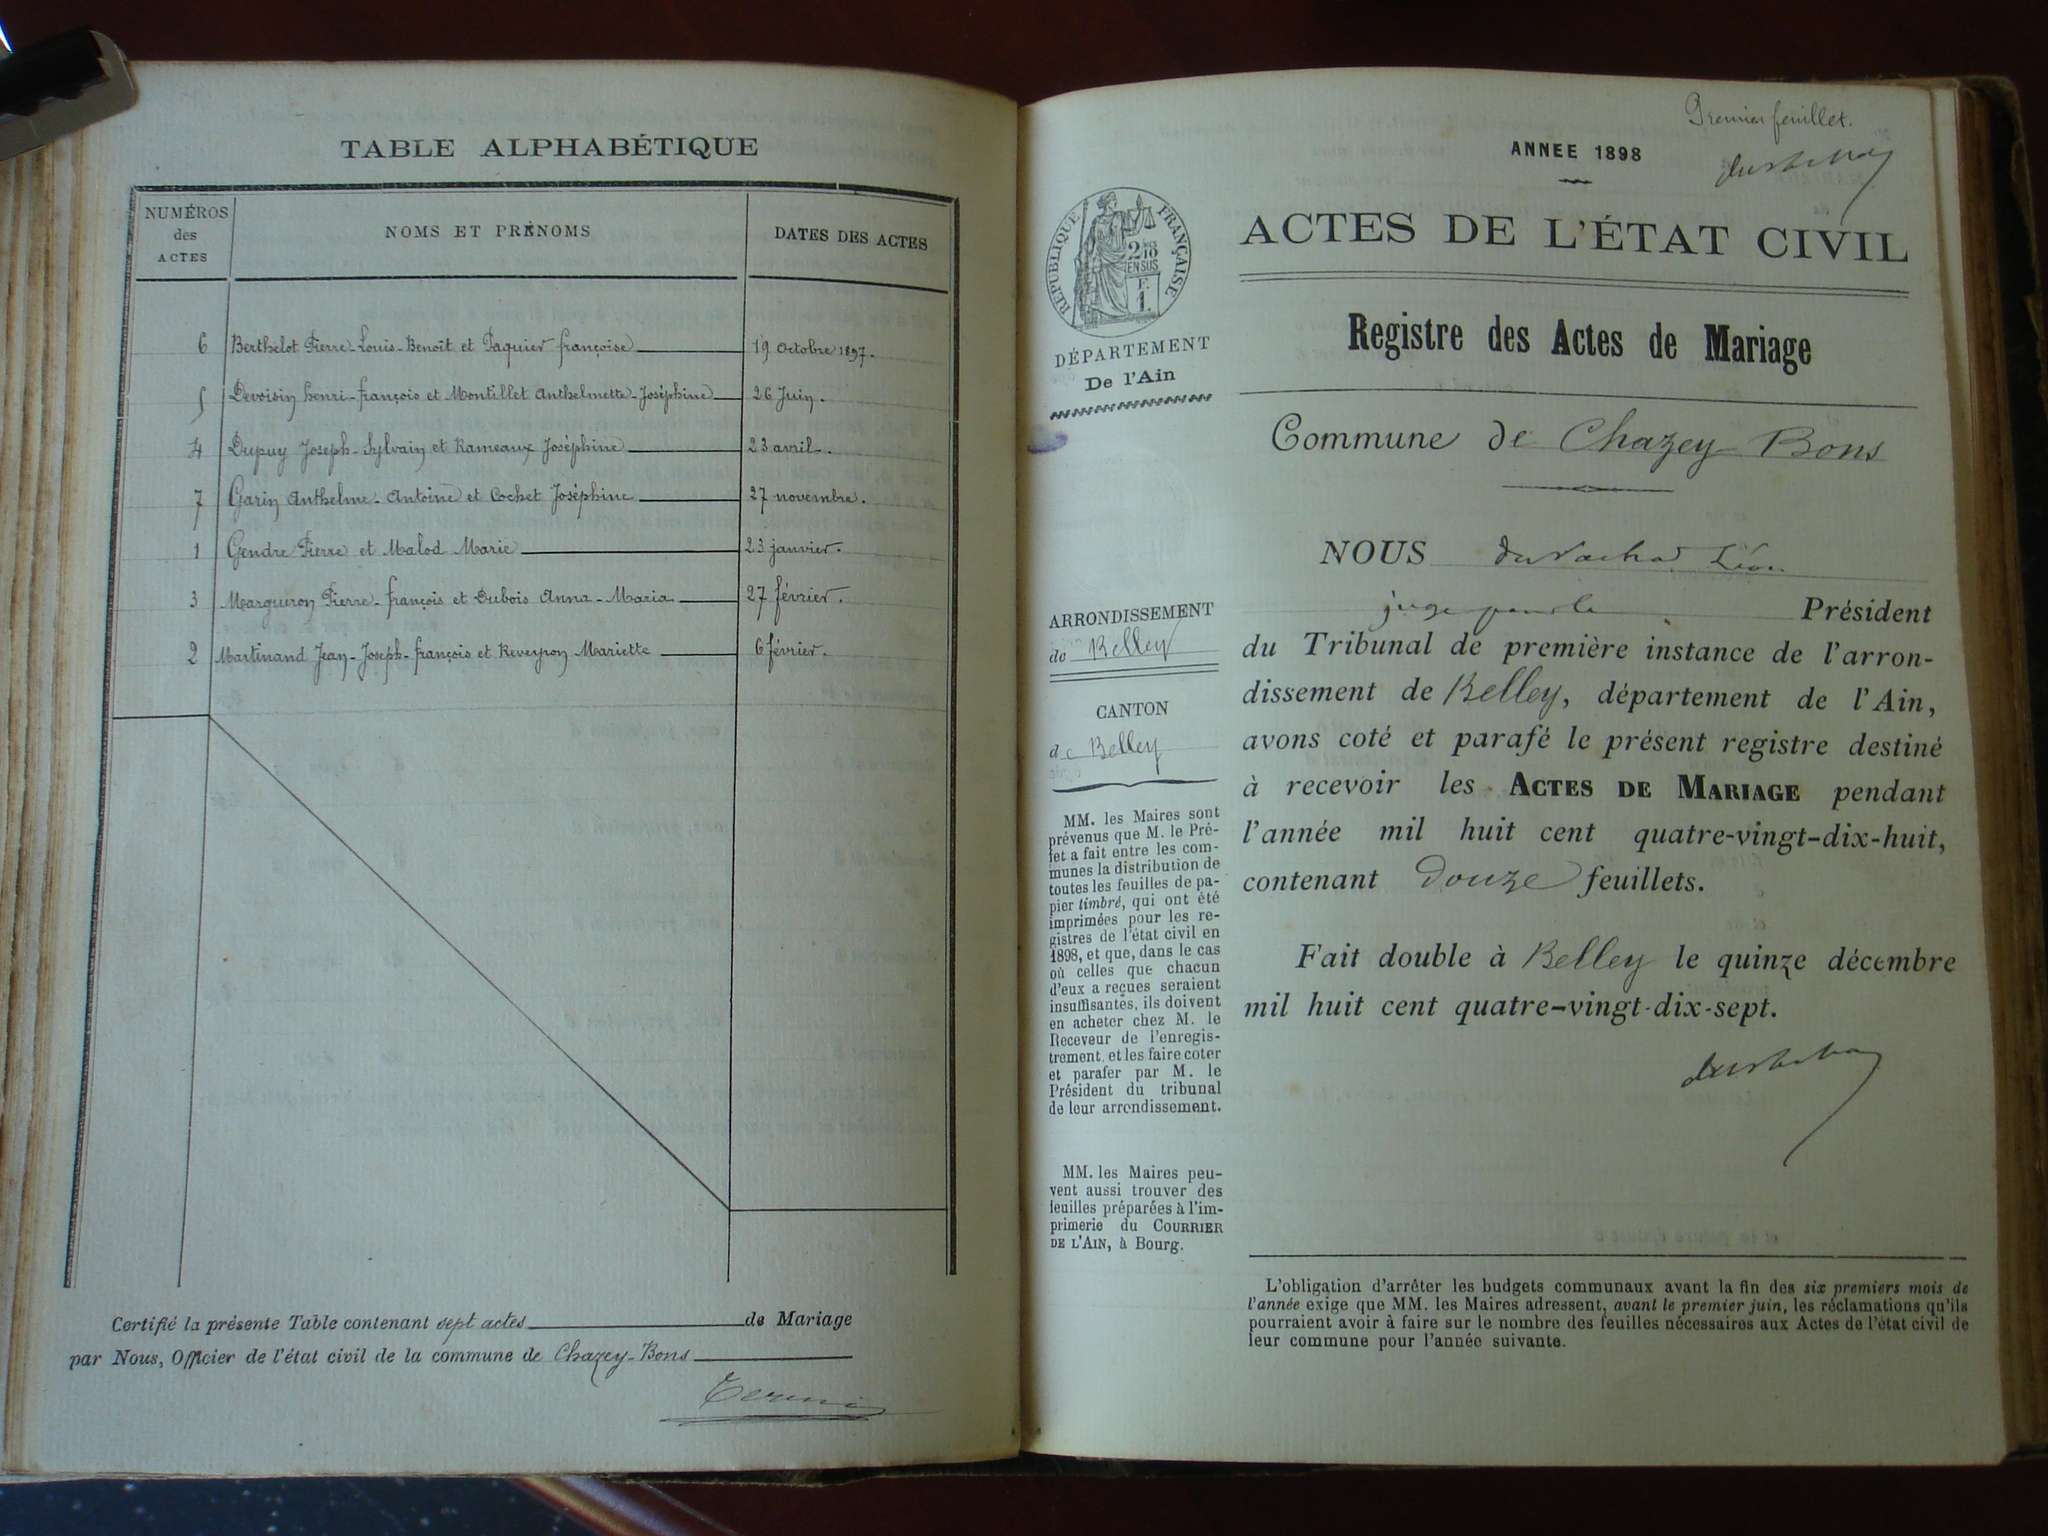 TABLE ALPHABÉTIQUE
NUMÉROS
des
ACTES
NOMS ET PRÉNOMS
DATES DES ACTES
6 Berthelot Pierre-Louis-Benoît et Paquier françoise 19 Octobre 1897.
5 Devoisin henri-françois et Montillet Anthelmette-Joséphine 26 Juin.
4 Dupuy Joseph-Sylvain et Rameaux Joséphine 23 avril.
7 Garin Anthelme-Antoine et Cochet Joséphine 27 novembre.
1 Gendre Pierre et Malod Marie 23 janvier.
3 Marguron Pierre-françois et Dubois Anna-Maria 27 février.
2 Martinand Jean-Joseph-françois et Reveyron Mariette 6 février.
Certifié la présente Table contenant sept actes de Mariage
par Nous, Officier de l'état civil de la commune de Chazey-Bons
Premier feuillet.
ANNEE 1898
RÉPUBLIQUE FRANÇAISE
DÉPARTEMENT
De l'Ain
ARRONDISSEMENT
de Belley
CANTON
de Belley
MM. les Maires sont
prévenus que M. le Pré-
fet a fait entre les com-
munes la distribution de
toutes les feuilles de pa-
pier timbré, qui ont été
imprimées pour les re-
gistres de l'état civil en
1898, et que, dans le cas
où celles que chacun
d'eux a reçues seraient
insuffisantes, ils doivent
en acheter chez M. le
Receveur de l'enregis-
trement, et les faire coter
et parafer par M. le
Président du tribunal
de leur arrondissement.
MM. les Maires peu-
vent aussi trouver des
feuilles préparées à l'im-
primerie du COURRIER
DE L'AIN, à Bourg.
ACTES DE L'ÉTAT CIVIL
Registre des Actes de Mariage
Commune de Chazey Bons
NOUS Léon
juge Président
du Tribunal de première instance de l'arron-
dissement de Belley, département de l'Ain,
avons coté et parafé le présent registre destiné
à recevoir les ACTES DE MARIAGE pendant
l'année mil huit cent quatre-vingt-dix-huit,
contenant douze feuillets.
Fait double à Belley le quinze décembre
mil huit cent quatre-vingt-dix-sept.
L'obligation d'arrêter les budgets communaux avant la fin des six premiers mois de
l'année exige que MM. les Maires adressent, avant le premier juin, les réclamations qu'ils
pourraient avoir à faire sur le nombre des feuilles nécessaires aux Actes de l'état civil de
leur commune pour l'année suivante.